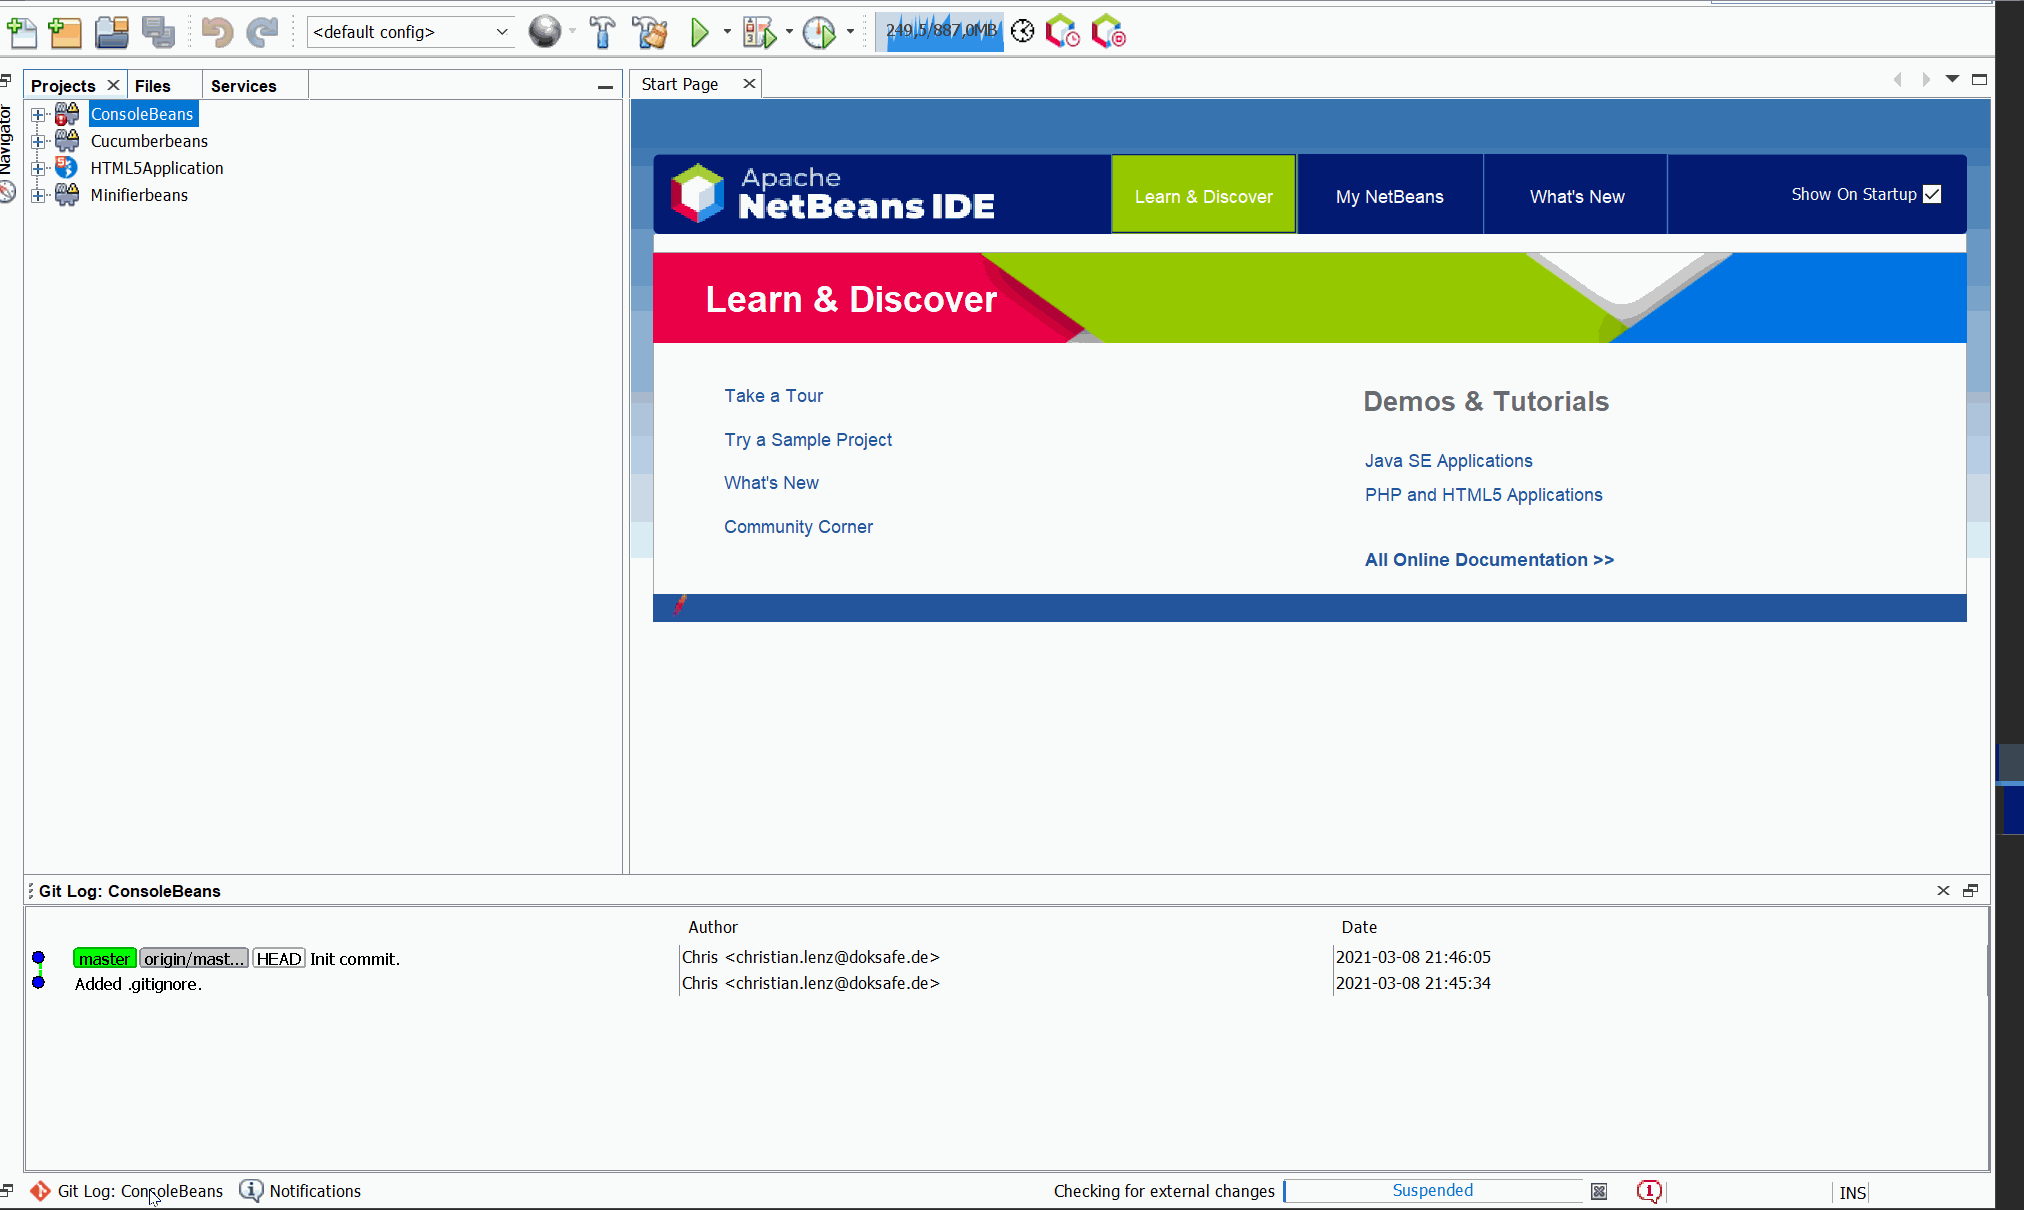 <default config>
249,5/887,0MB
Navigator
Projects Files Services
ConsoleBeans
Cucumberbeans
HTML5Application
Minifierbeans
Start Page
Apache
NetBeans IDE
Learn & Discover My NetBeans What's New Show On Startup
Learn & Discover
Take a Tour
Try a Sample Project
What's New
Community Corner
Demos & Tutorials
Java SE Applications
PHP and HTML5 Applications
All Online Documentation >>
Git Log: ConsoleBeans
Author Date
master origin/mast... HEAD Init commit. Chris <christian.lenz@doksafe.de> 2021-03-08 21:46:05
Added .gitignore. Chris <christian.lenz@doksafe.de> 2021-03-08 21:45:34
Git Log: ConsoleBeans Notifications Checking for external changes Suspended 1 INS